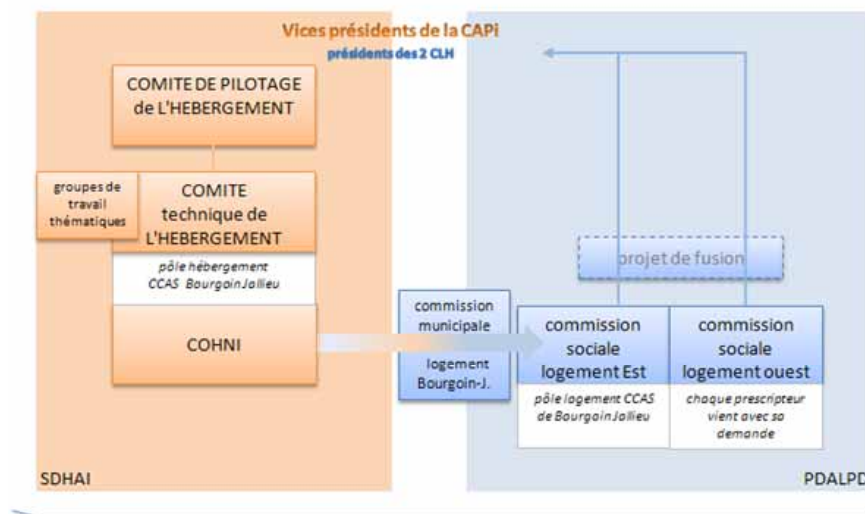 Vices présidents de la CAPi
présidents des 2 CLH
COMITE DE PILOTAGE
de L'HEBERGEMENT
groupes de
travail
thématiques
COMITE
technique de
L'HEBERGEMENT
pôle hébergement
CCAS Bourgoin Jallieu
COHNI
projet de fusion
commission
municipale
logement
Bourgoin-J.
commission
sociale
logement Est
pôle logement CCAS
de Bourgoin Jallieu
commission
sociale
logement ouest
chaque prescripteur
vient avec sa
demande
SDHAI
PDALPD